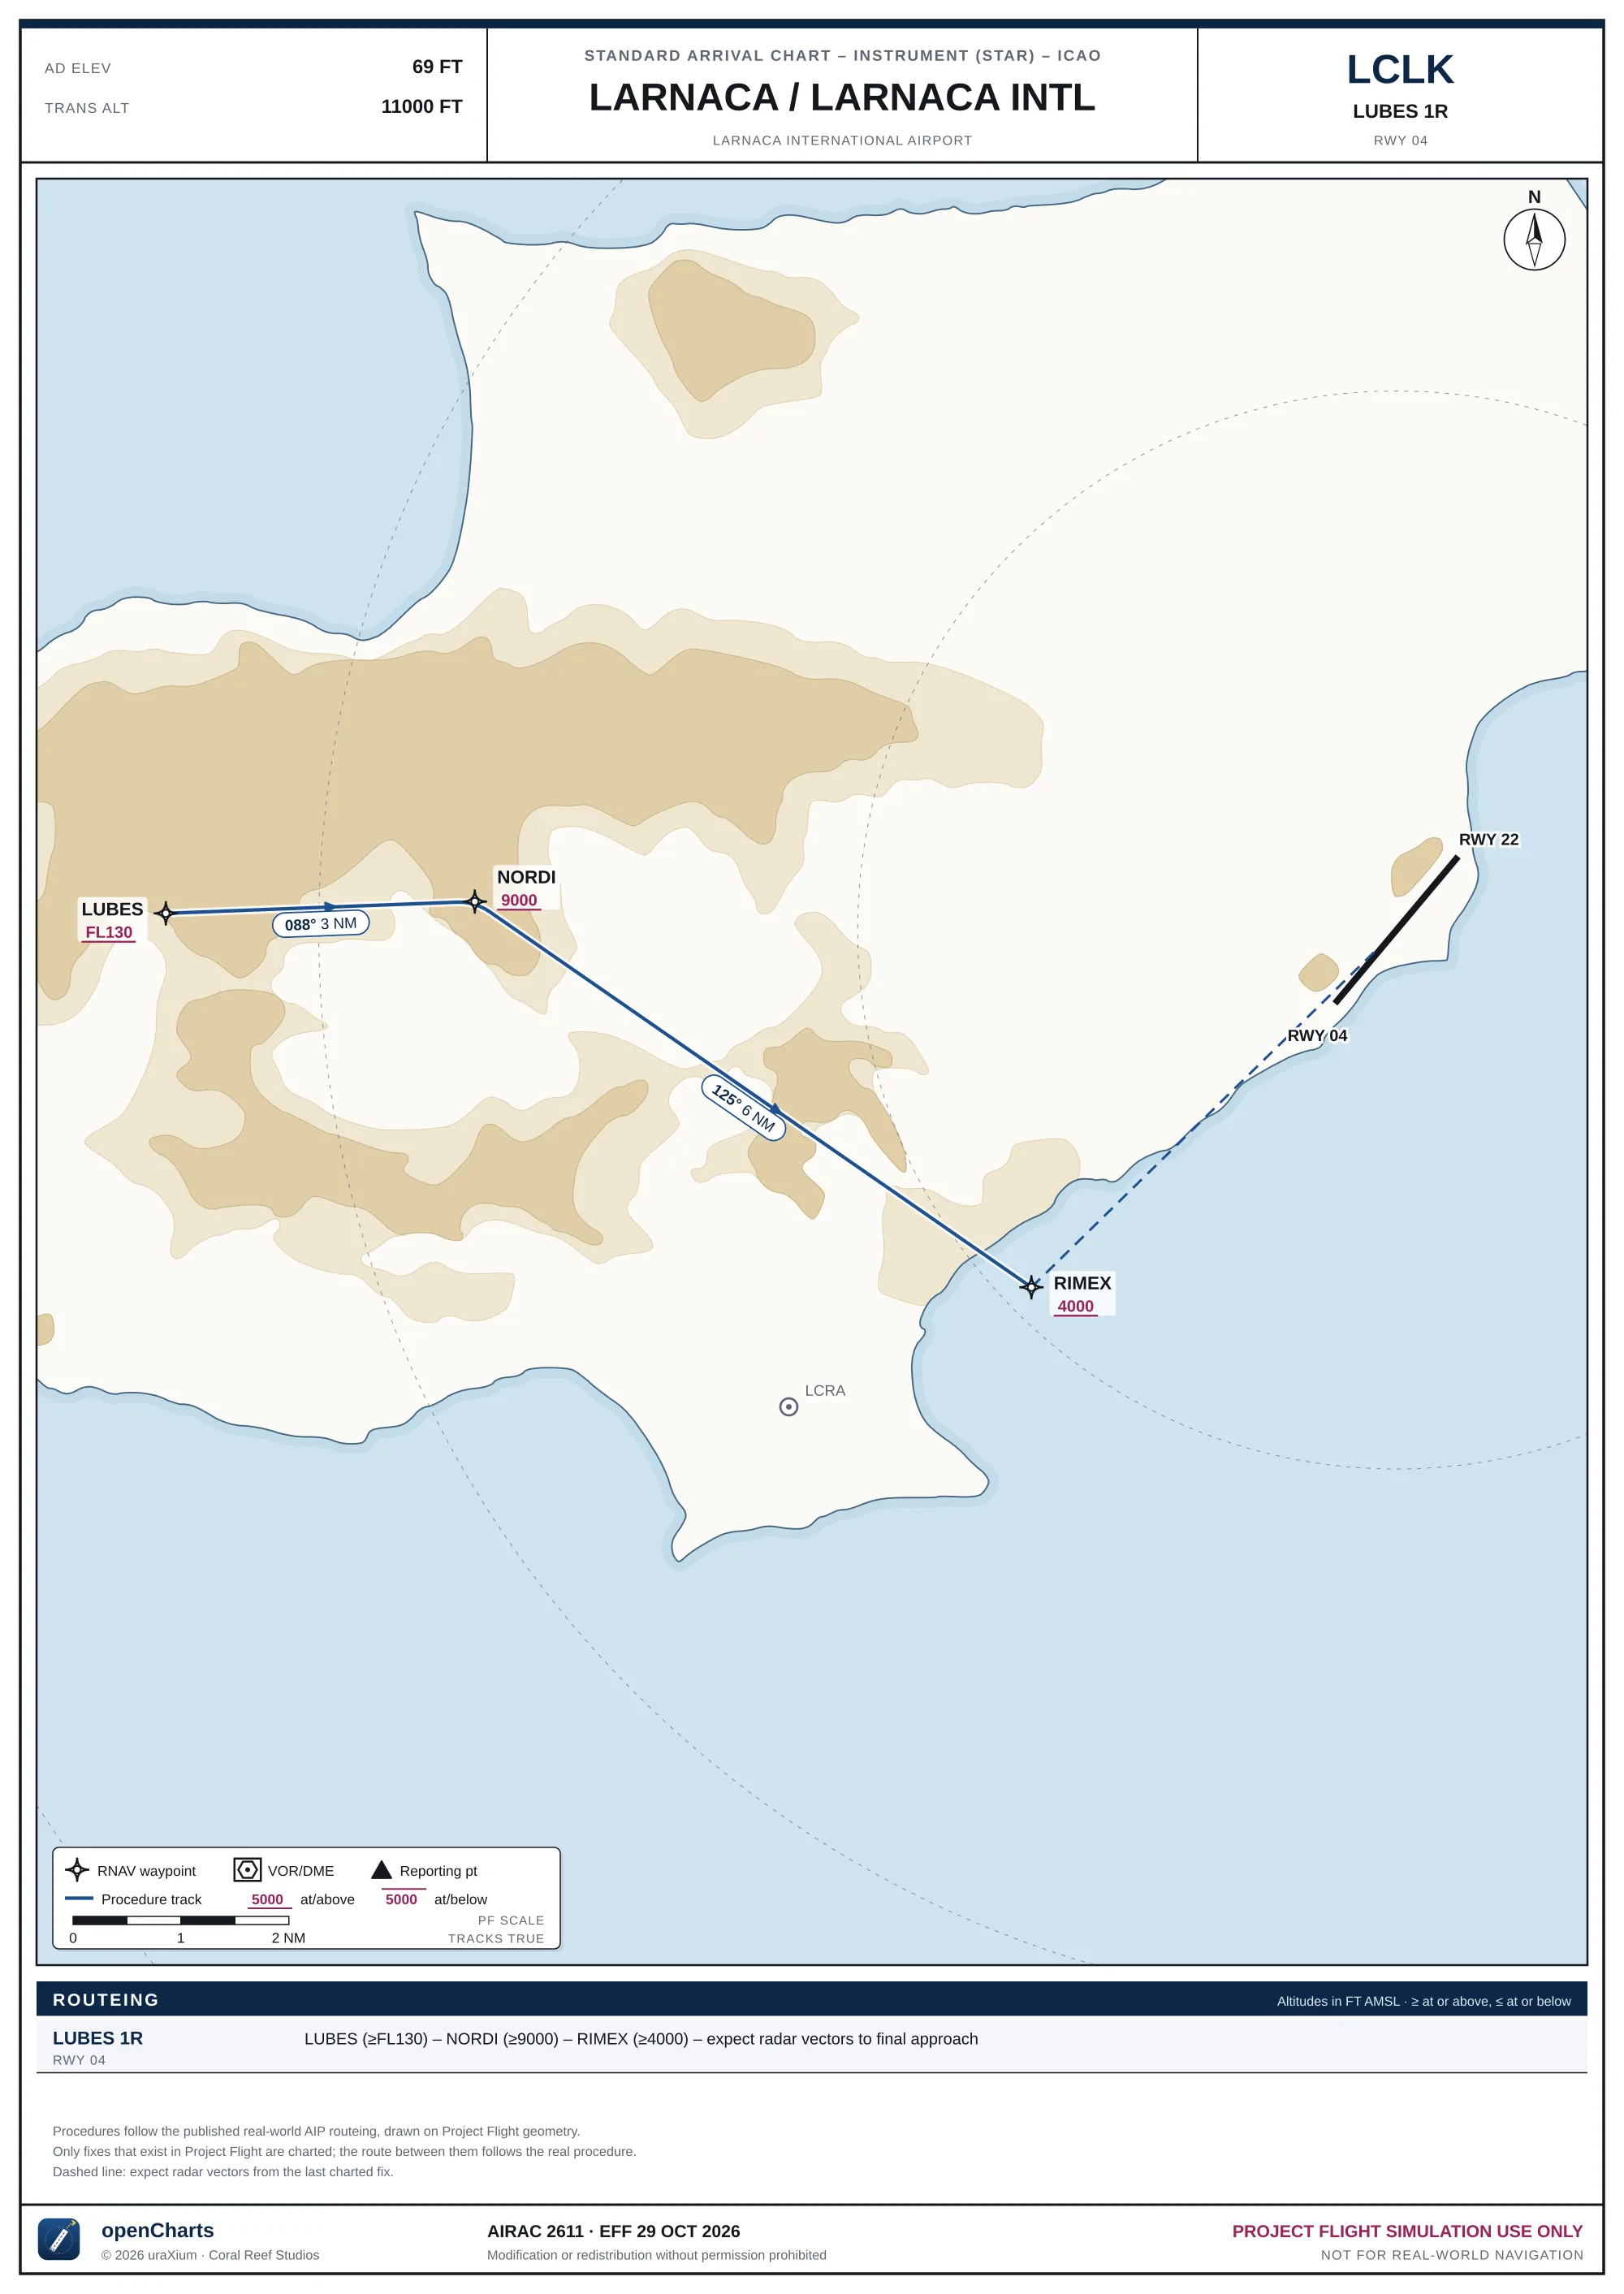 AD ELEV 69 FT
TRANS ALT 11000 FT
STANDARD ARRIVAL CHART – INSTRUMENT (STAR) – ICAO
LARNACA / LARNACA INTL
LARNACA INTERNATIONAL AIRPORT
LCLK
LUBES 1R
RWY 04
N
RWY 22
NORDI
9000
LUBES
FL130
088° 3 NM
RWY 04
125° 6 NM
RIMEX
4000
LCRA
RNAV waypoint VOR/DME Reporting pt
Procedure track 5000 at/above 5000 at/below
PF SCALE
0 1 2 NM TRACKS TRUE
ROUTEING Altitudes in FT AMSL · ≥ at or above, ≤ at or below
LUBES 1R LUBES (≥FL130) – NORDI (≥9000) – RIMEX (≥4000) – expect radar vectors to final approach
RWY 04
Procedures follow the published real-world AIP routeing, drawn on Project Flight geometry.
Only fixes that exist in Project Flight are charted; the route between them follows the real procedure.
Dashed line: expect radar vectors from the last charted fix.
openCharts AIRAC 2611 · EFF 29 OCT 2026 PROJECT FLIGHT SIMULATION USE ONLY
© 2026 uraXium · Coral Reef Studios Modification or redistribution without permission prohibited NOT FOR REAL-WORLD NAVIGATION